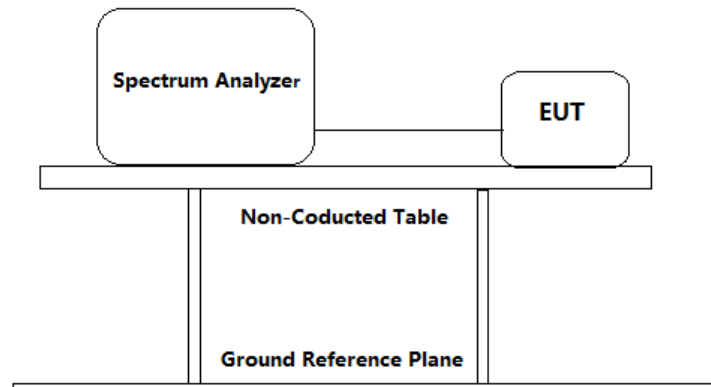 Spectrum Analyzer
EUT
Non-Coducted Table
Ground Reference Plane